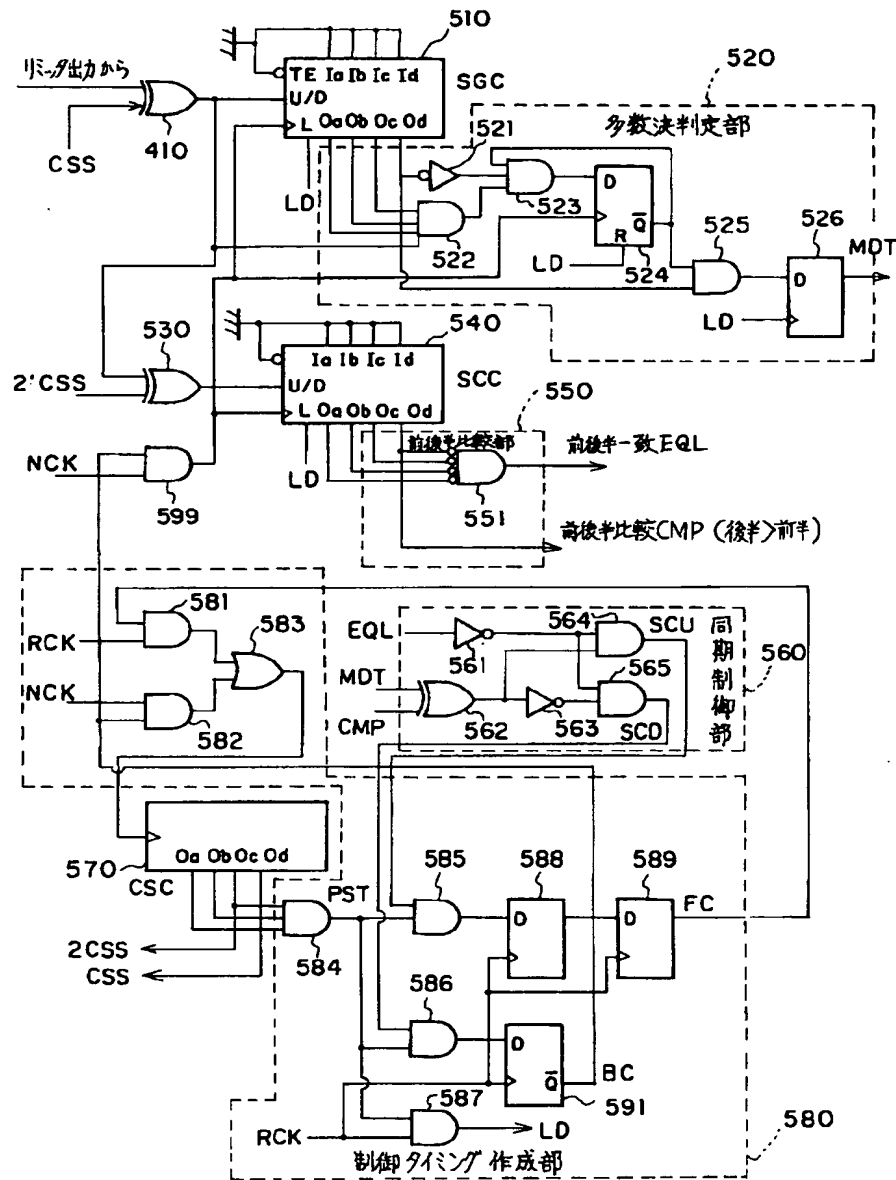 510
リミッタ出力から
TE Ia Ib Ic Id
SGC
U/D
L Oa Ob Oc Od
410
CSS
LD
520
多数決判定部
521
522
523
D
Q
R
524
LD
525
526
D
LD
MDT
530
2'CSS
540
Ia Ib Ic Id
SCC
U/D
L Oa Ob Oc Od
LD
NCK
599
550
前後半比較部
551
前後半一致EQL
前後半比較CMP (後半>前半)
581
RCK
583
NCK
582
564
EQL
SCU
561
565
MDT
562
563
CMP
SCD
同期制御部
560
Oa Ob Oc Od
570
CSC
PST
584
2CSS
CSS
585
588
589
D
D
FC
586
D
Q
BC
591
587
RCK
LD
制御タイミング作成部
580